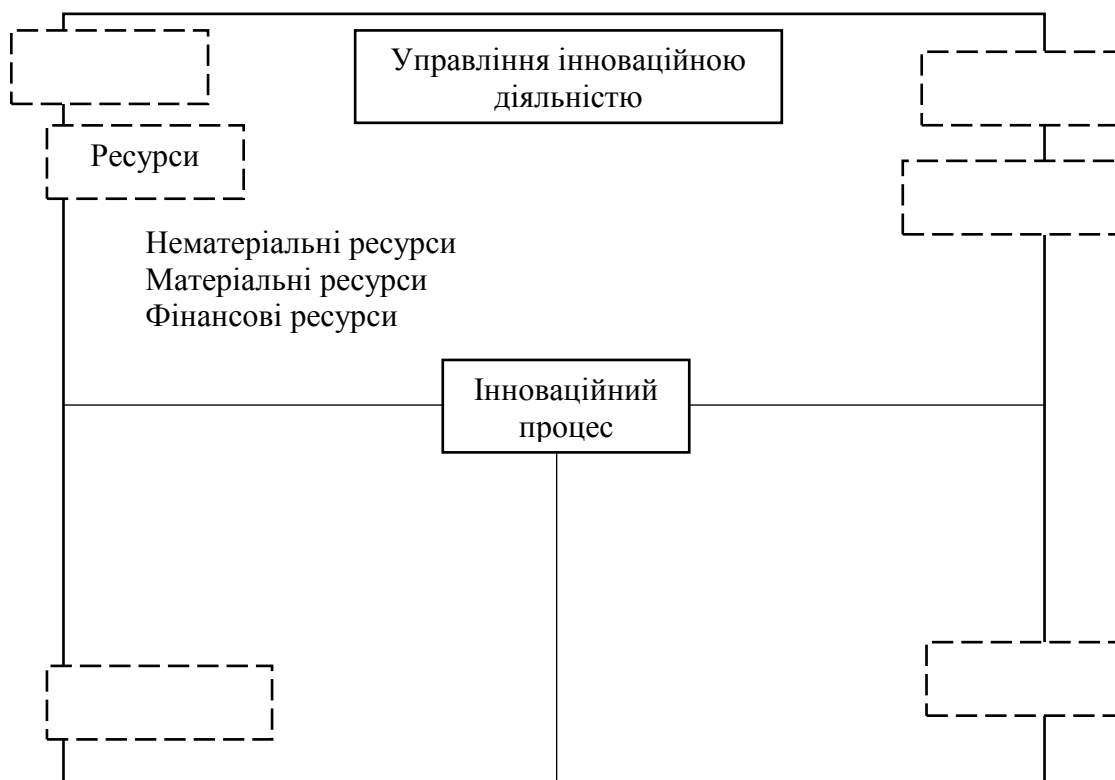 Управління інноваційною
діяльністю
Ресурси
Нематеріальні ресурси
Матеріальні ресурси
Фінансові ресурси
Інноваційний
процес